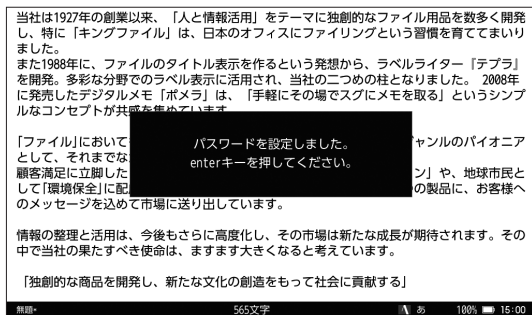 当社は1927年の創業以来、「人と情報活用」をテーマに独創的なファイル用品を数多く開発
し、特に「キングファイル」は、日本のオフィスにファイリングという習慣を育ててまいり
ました。
また1988年に、ファイルのタイトル表示を作るという発想から、ラベルライター『テプラ』
を開発。多彩な分野でのラベル表示に活用され、当社の二つめの柱となりました。 2008年
に発売したデジタルメモ「ポメラ」は、「手軽にその場でスグにメモを取る」というシンプ
ルなコンセプトが共感を集めています。
「ファイル」において
ャンルのパイオニア
として、それまでな
顧客満足に立脚した
ン」や、地球市民と
して「環境保全」に配
の製品に、お客様へ
のメッセージを込めて市場に送り出しています。
パスワードを設定しました。
enterキーを押してください。
情報の整理と活用は、今後もさらに高度化し、その市場は新たな成長が期待されます。その
中で当社の果たすべき使命は、ますます大きくなると考えています。
「独創的な商品を開発し、新たな文化の創造をもって社会に貢献する」
無題* 565文字 あ 100% 15:00